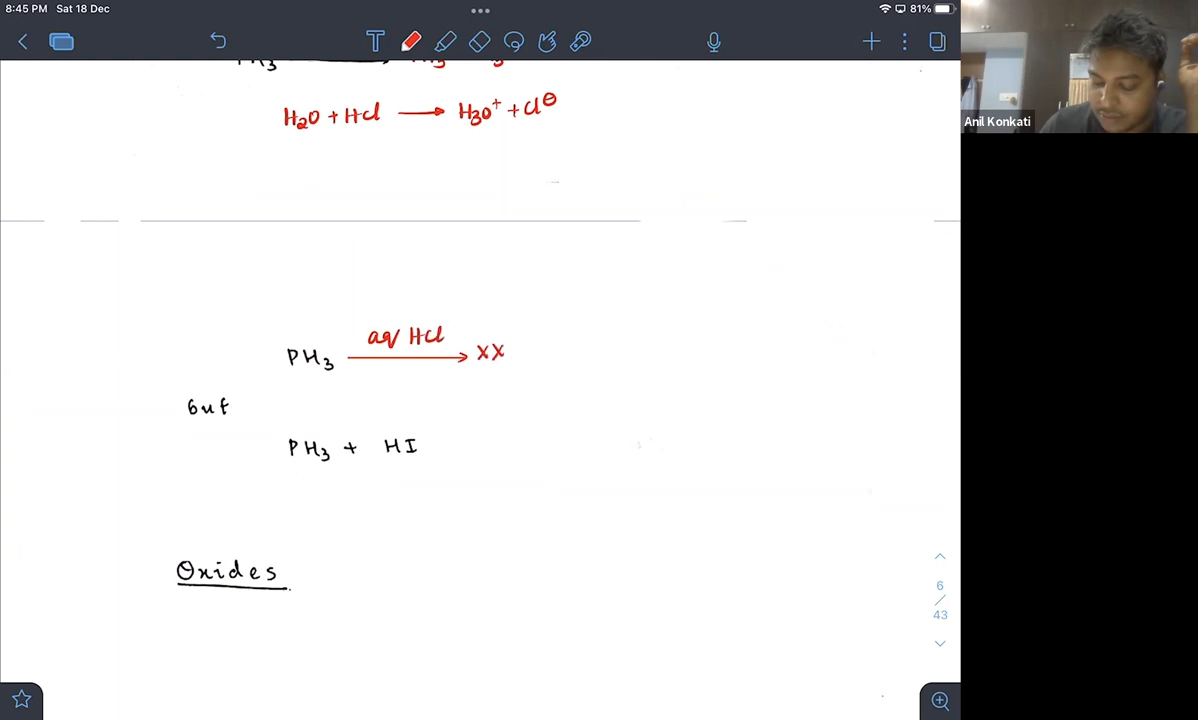 8:45 PM Sat 18 Dec
81%
H₂O + HCl ⟶ H₃O⁺ + Cl⊖
Anil Konkati
aq HCl
PH₃ ⟶ xx
but
PH₃ + HI
Oxides
6
/
43